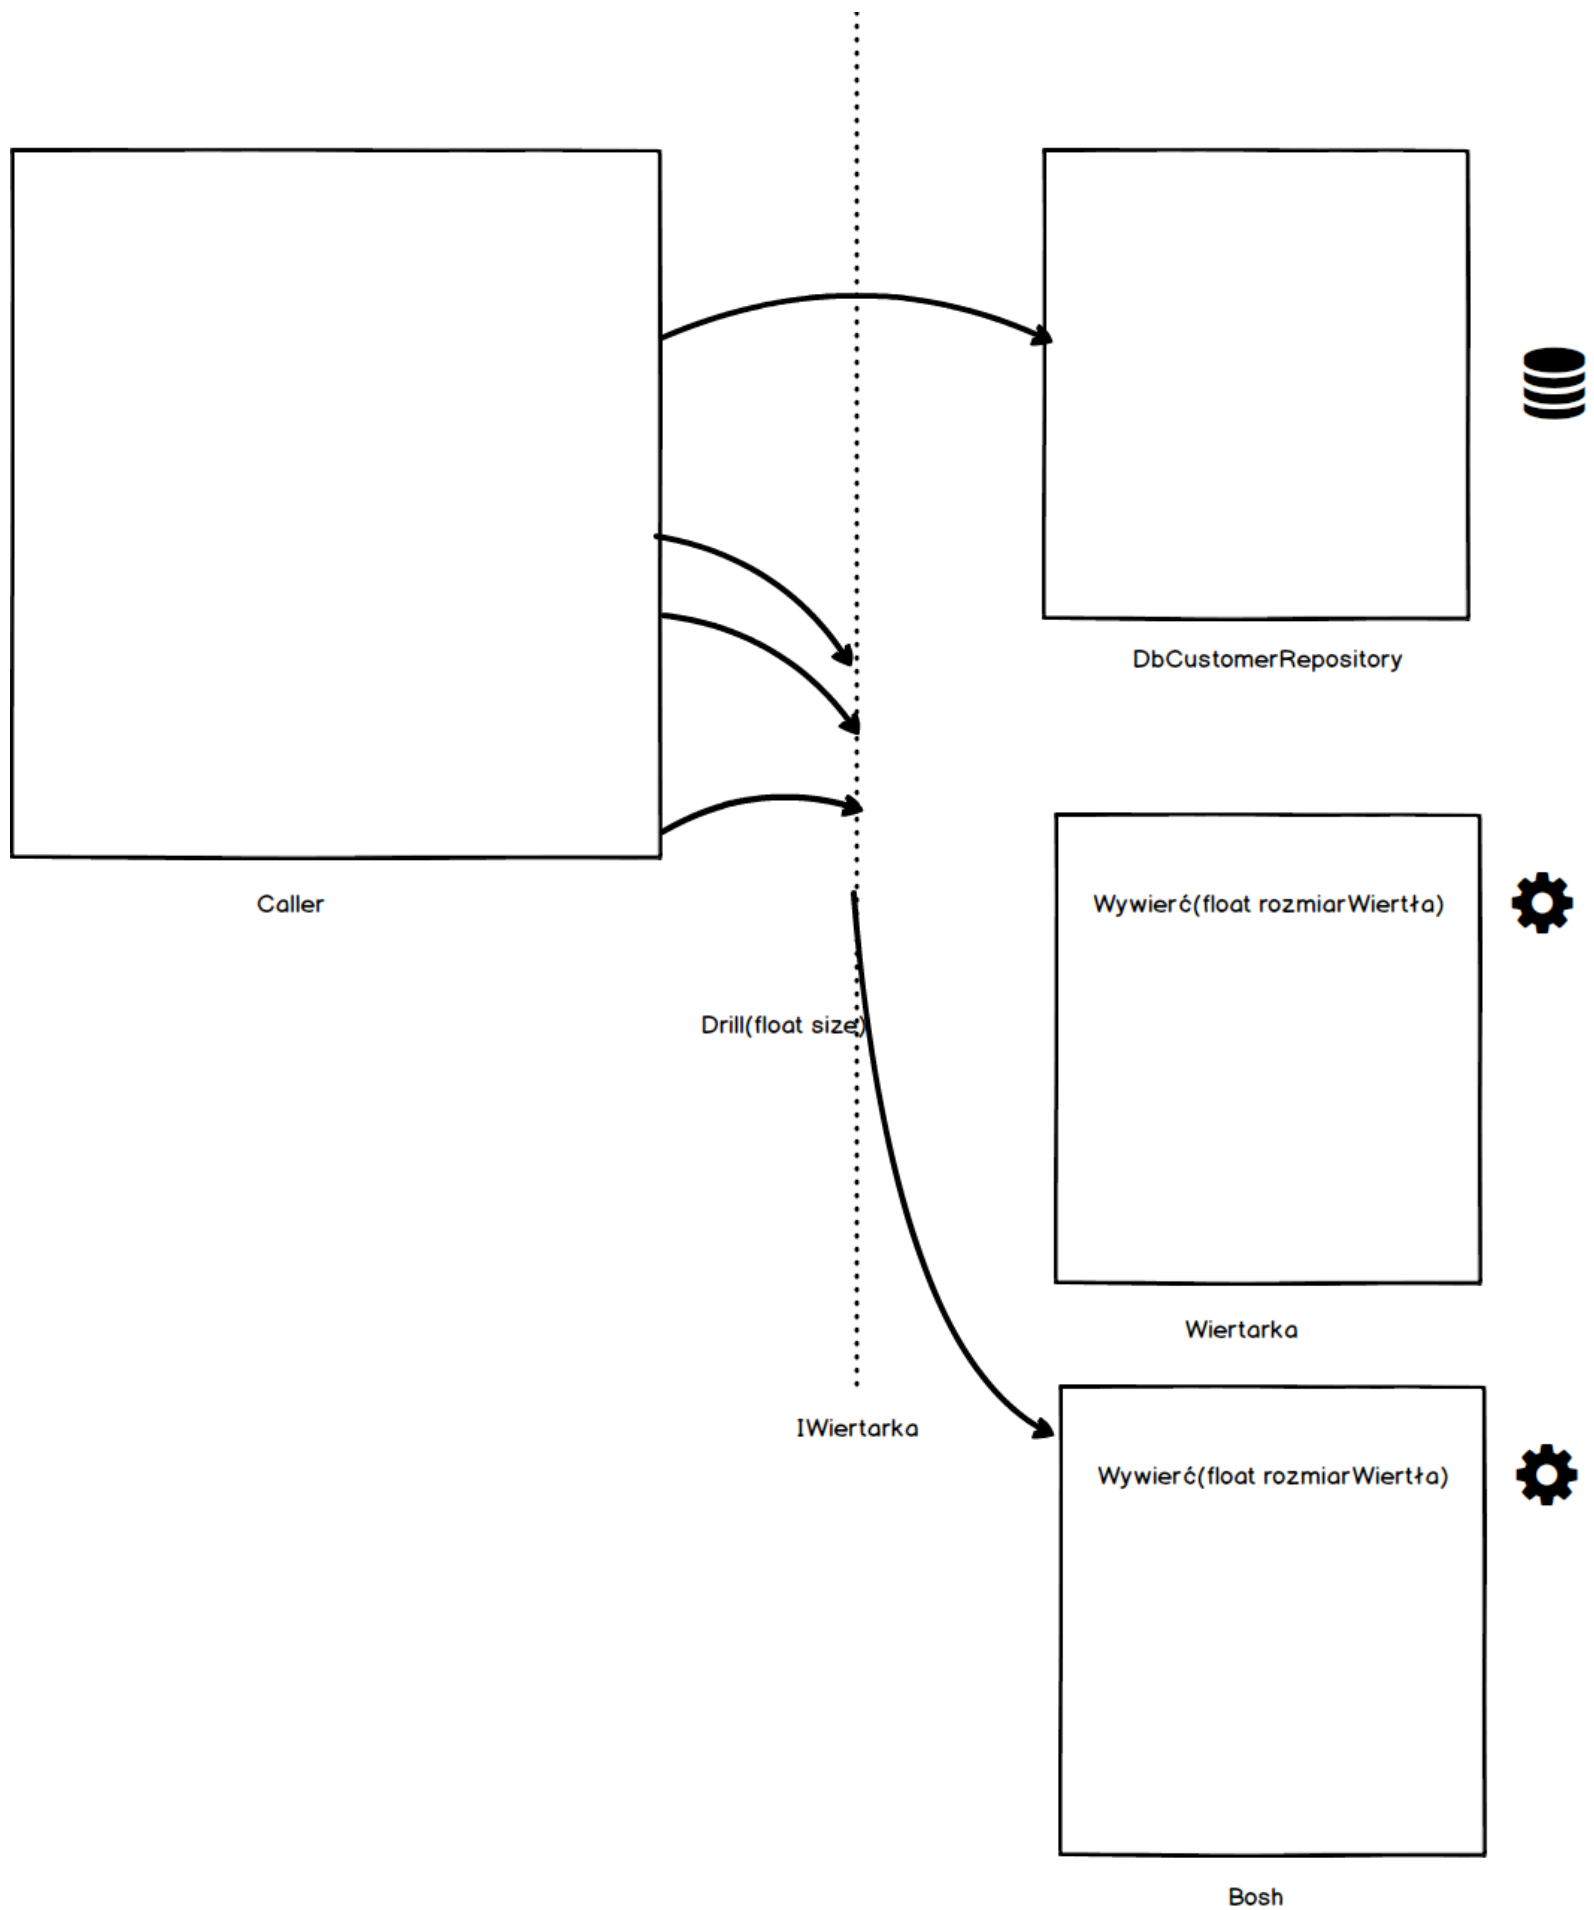 DbCustomerRepository
Caller
Wywierć(float rozmiarWiertła)
Drill(float size)
Wiertarka
IWiertarka
Wywierć(float rozmiarWiertła)
Bosh